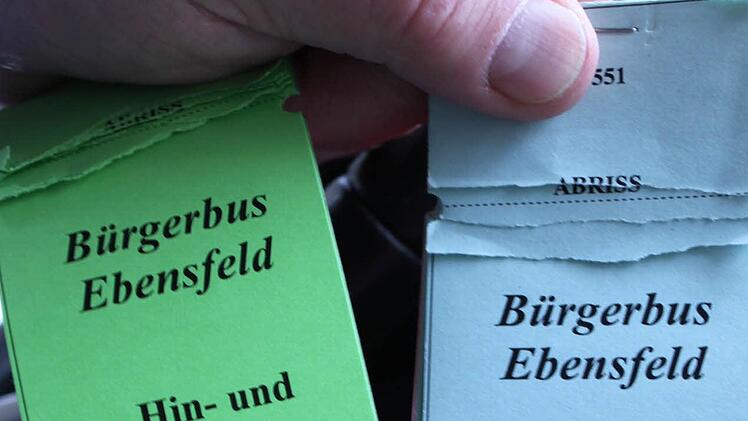 ABRISS
Bürgerbus
Ebensfeld
Hin- und
551
ABRISS
Bürgerbus
Ebensfeld